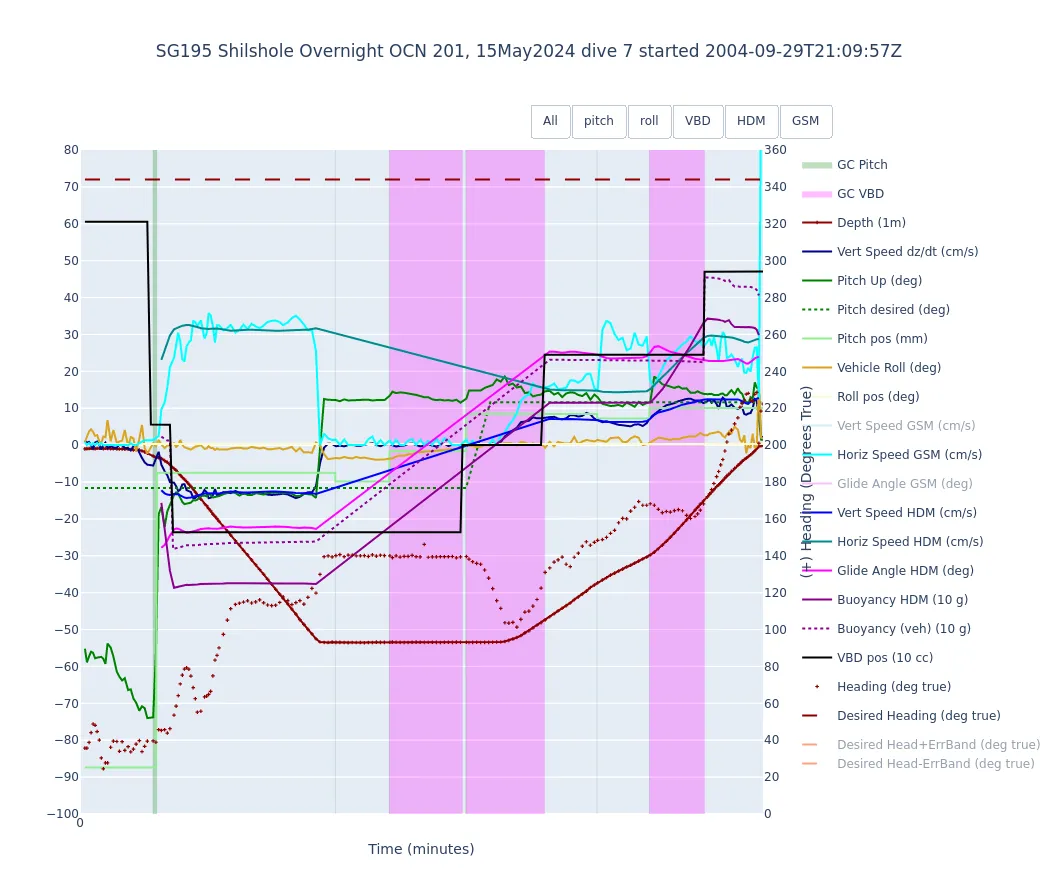 SG195 Shilshole Overnight OCN 201, 15May2024 dive 7 started 2004-09-29T21:09:57Z
All pitch roll VBD HDM GSM
80
70
60
50
40
30
20
10
0
−10
−20
−30
−40
−50
−60
−70
−80
−90
−100
0
Time (minutes)
360
340
320
300
280
260
240
220
200
180
160
140
120
100
80
60
40
20
0
(+) Heading (Degrees True)
GC Pitch
GC VBD
Depth (1m)
Vert Speed dz/dt (cm/s)
Pitch Up (deg)
Pitch desired (deg)
Pitch pos (mm)
Vehicle Roll (deg)
Roll pos (deg)
Vert Speed GSM (cm/s)
Horiz Speed GSM (cm/s)
Glide Angle GSM (deg)
Vert Speed HDM (cm/s)
Horiz Speed HDM (cm/s)
Glide Angle HDM (deg)
Buoyancy HDM (10 g)
Buoyancy (veh) (10 g)
VBD pos (10 cc)
Heading (deg true)
Desired Heading (deg true)
Desired Head+ErrBand (deg true)
Desired Head-ErrBand (deg true)